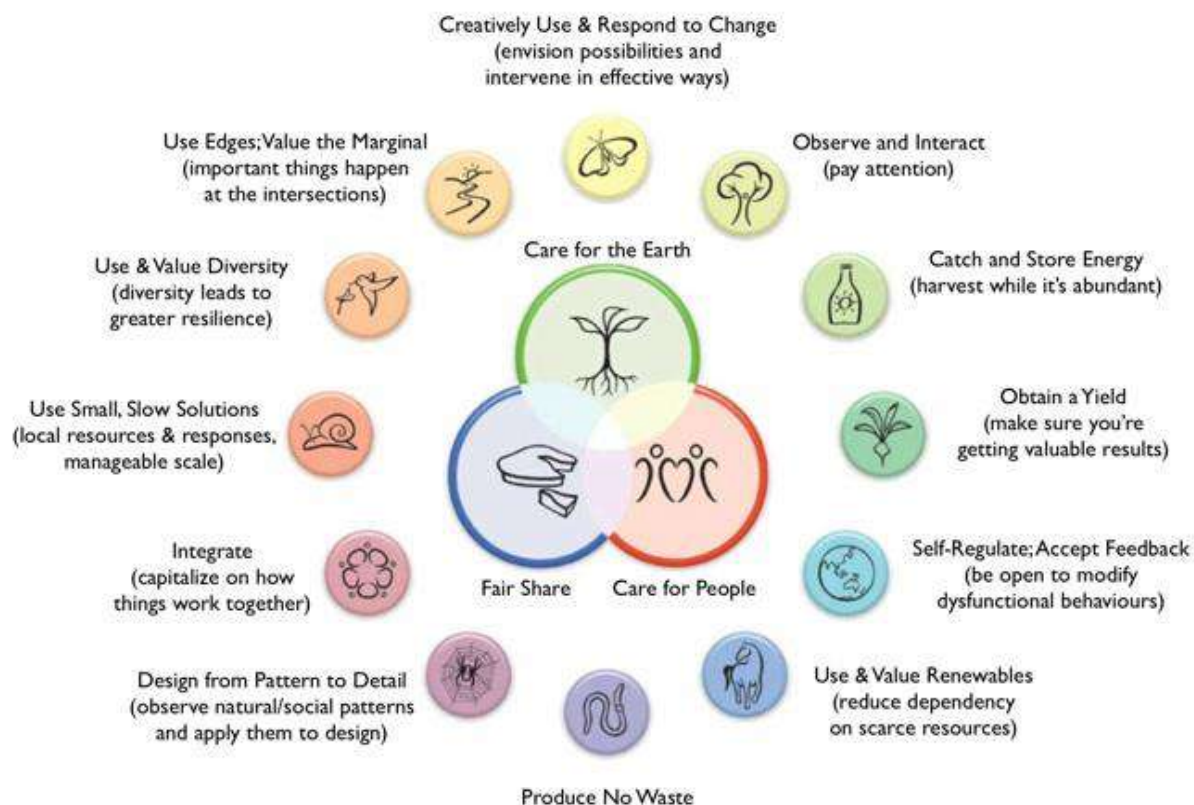 Creatively Use & Respond to Change
(envision possibilities and
intervene in effective ways)
Use Edges; Value the Marginal
(important things happen
at the intersections)
Observe and Interact
(pay attention)
Care for the Earth
Use & Value Diversity
(diversity leads to
greater resilience)
Catch and Store Energy
(harvest while it's abundant)
Use Small, Slow Solutions
(local resources & responses,
manageable scale)
Obtain a Yield
(make sure you're
getting valuable results)
Integrate
(capitalize on how
things work together)
Fair Share
Care for People
Self-Regulate; Accept Feedback
(be open to modify
dysfunctional behaviours)
Design from Pattern to Detail
(observe natural/social patterns
and apply them to design)
Use & Value Renewables
(reduce dependency
on scarce resources)
Produce No Waste